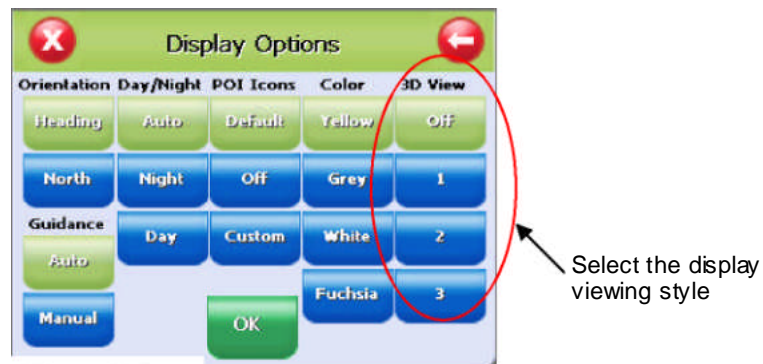 Display Options
Orientation Day/Night POI Icons Color 3D View
Heading Auto Default Yellow Off
North Night Off Grey 1
Guidance Day Custom White 2
Auto
Manual OK Fuchsia 3
Select the display
viewing style